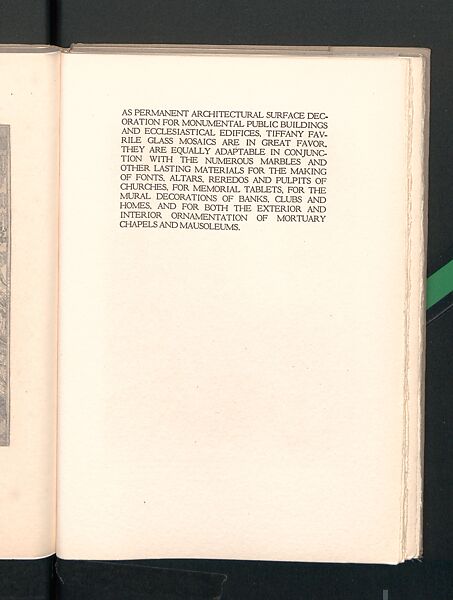 AS PERMANENT ARCHITECTURAL SURFACE DEC-
ORATION FOR MONUMENTAL PUBLIC BUILDINGS
AND ECCLESIASTICAL EDIFICES, TIFFANY FAV-
RILE GLASS MOSAICS ARE IN GREAT FAVOR.
THEY ARE EQUALLY ADAPTABLE IN CONJUNC-
TION WITH THE NUMEROUS MARBLES AND
OTHER LASTING MATERIALS FOR THE MAKING
OF FONTS, ALTARS, REREDOS AND PULPITS OF
CHURCHES, FOR MEMORIAL TABLETS, FOR THE
MURAL DECORATIONS OF BANKS, CLUBS AND
HOMES, AND FOR BOTH THE EXTERIOR AND
INTERIOR ORNAMENTATION OF MORTUARY
CHAPELS AND MAUSOLEUMS.